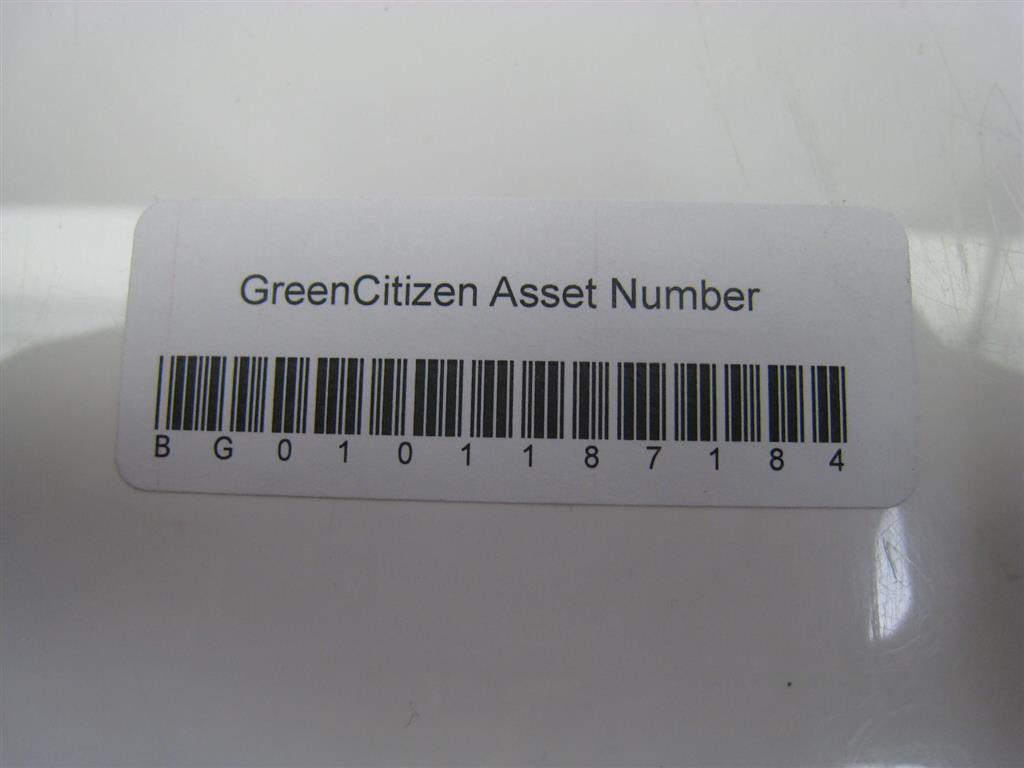 GreenCitizen Asset Number
B G 0 1 0 1 1 8 7 1 8 4